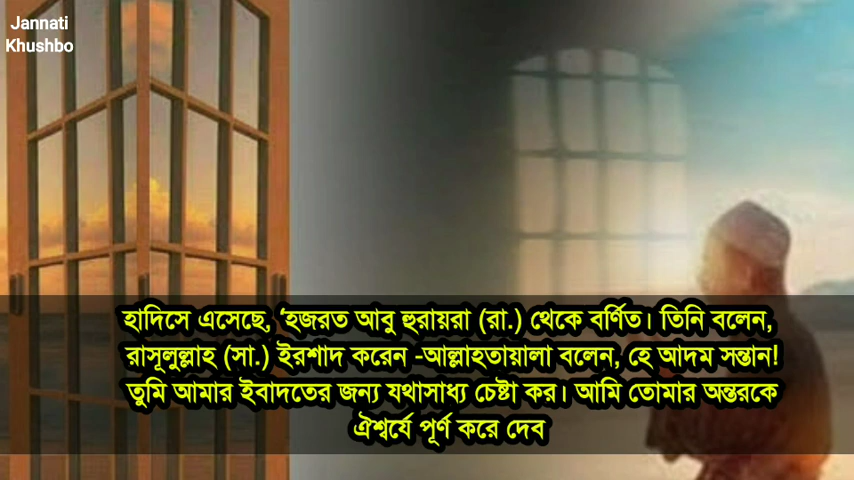 Jannati
Khushbo
হাদিসে এসেছে, 'হজরত আবু হুরায়রা (রা.) থেকে বর্ণিত। তিনি বলেন,
রাসূলুল্লাহ (সা.) ইরশাদ করেন -আল্লাহতায়ালা বলেন, হে আদম সন্তান!
তুমি আমার ইবাদতের জন্য যথাসাধ্য চেষ্টা কর। আমি তোমার অন্তরকে
ঐশ্বর্যে পূর্ণ করে দেব